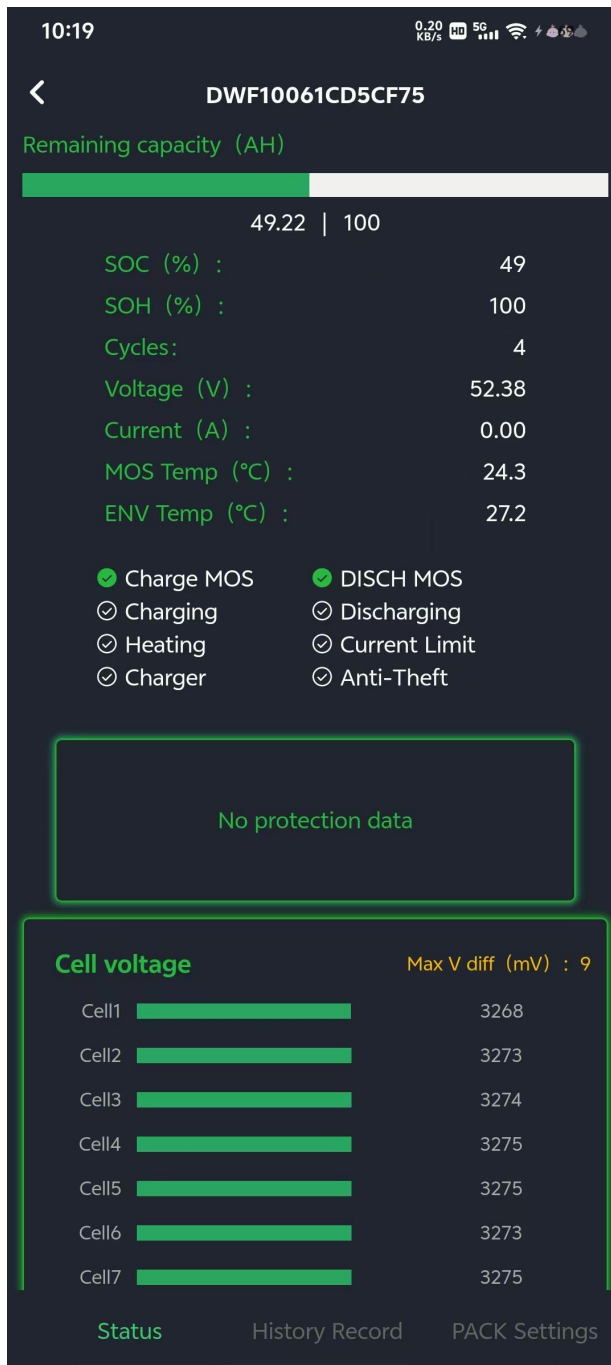 10:19 0.20 KB/s HD 5G
DWF10061CD5CF75
Remaining capacity（AH）
49.22 | 100
SOC（%）: 49
SOH（%）: 100
Cycles: 4
Voltage（V）: 52.38
Current（A）: 0.00
MOS Temp（°C）: 24.3
ENV Temp（°C）: 27.2
Charge MOS DISCH MOS
Charging Discharging
Heating Current Limit
Charger Anti-Theft
No protection data
Cell voltage Max V diff（mV）: 9
Cell1 3268
Cell2 3273
Cell3 3274
Cell4 3275
Cell5 3275
Cell6 3273
Cell7 3275
Status History Record PACK Settings